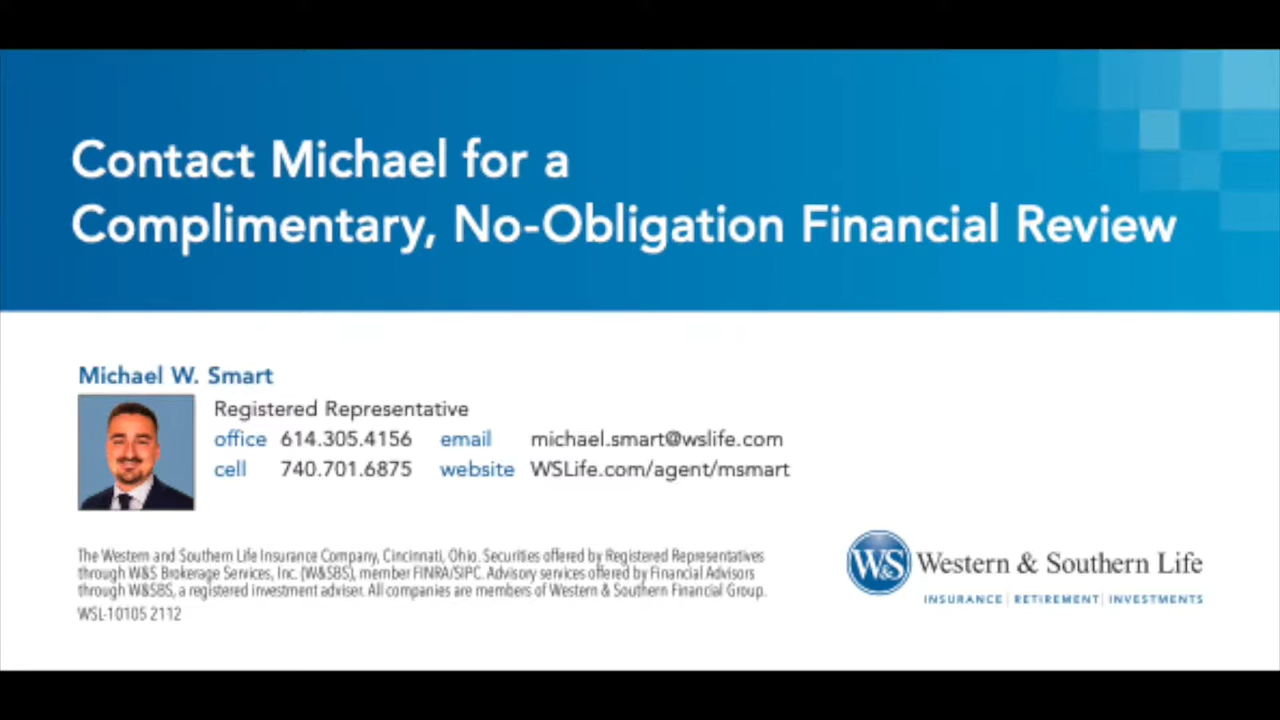 Contact Michael for a
Complimentary, No-Obligation Financial Review
Michael W. Smart
Registered Representative
office 614.305.4156 email michael.smart@wslife.com
cell 740.701.6875 website WSLife.com/agent/msmart
The Western and Southern Life Insurance Company, Cincinnati, Ohio. Securities offered by Registered Representatives
through W&S Brokerage Services, Inc. (W&SBS), member FINRA/SIPC. Advisory services offered by Financial Advisors
through W&SBS, a registered investment adviser. All companies are members of Western & Southern Financial Group.
WSL-10105 2112
W&S Western & Southern Life
INSURANCE | RETIREMENT | INVESTMENTS